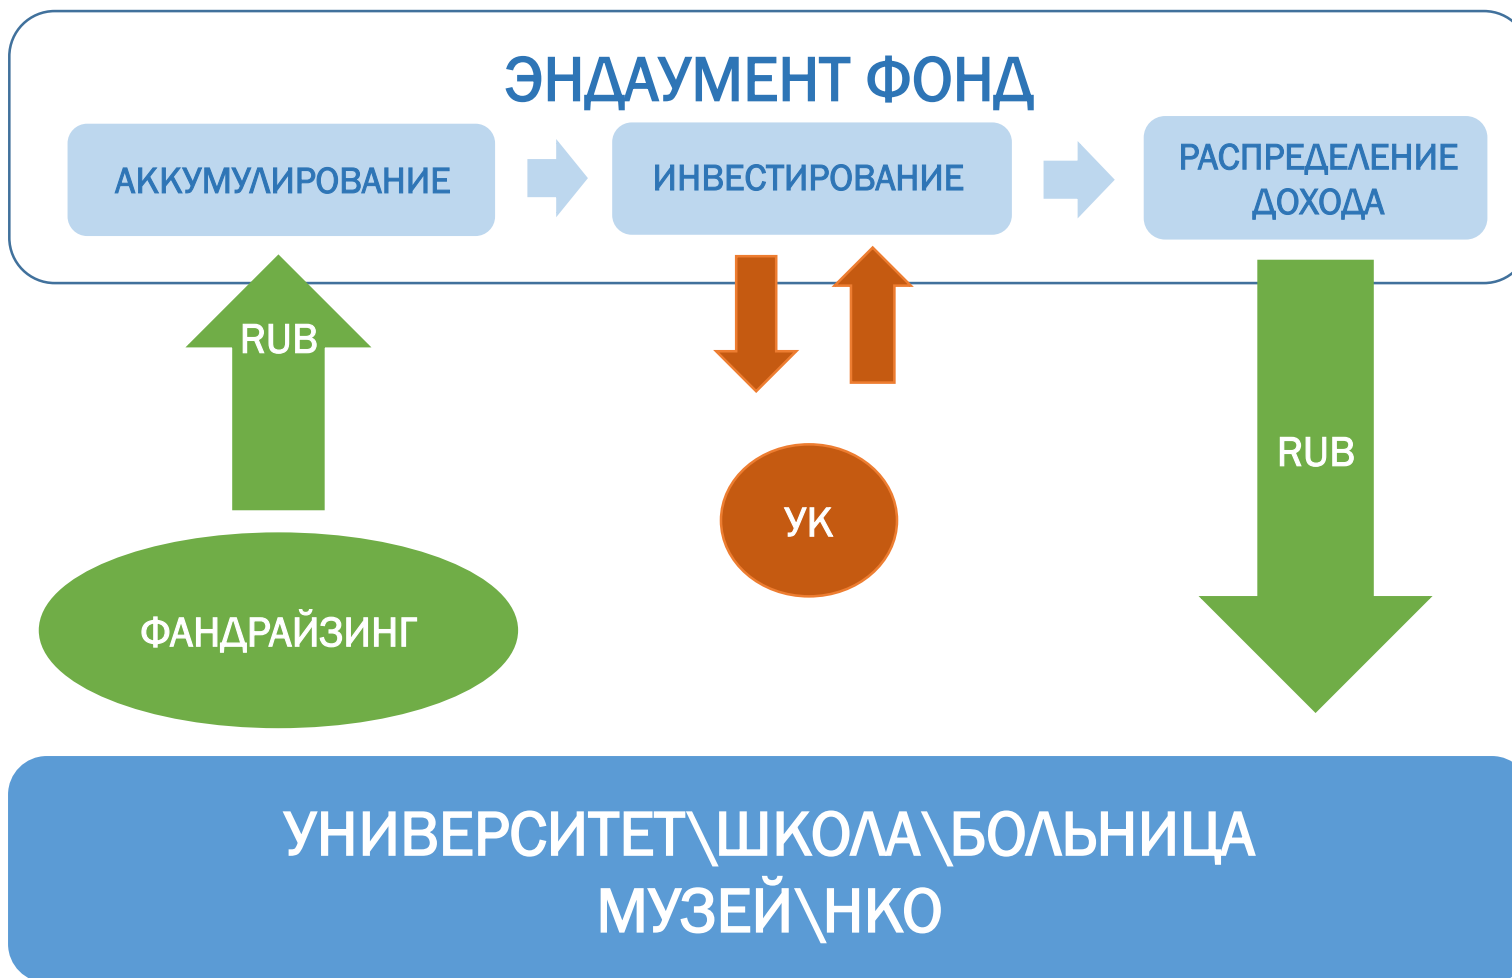 ЭНДАУМЕНТ ФОНД
АККУМУЛИРОВАНИЕ
ИНВЕСТИРОВАНИЕ
РАСПРЕДЕЛЕНИЕ
ДОХОДА
RUB
RUB
УК
ФАНДРАЙЗИНГ
УНИВЕРСИТЕТ\ШКОЛА\БОЛЬНИЦА
МУЗЕЙ\НКО